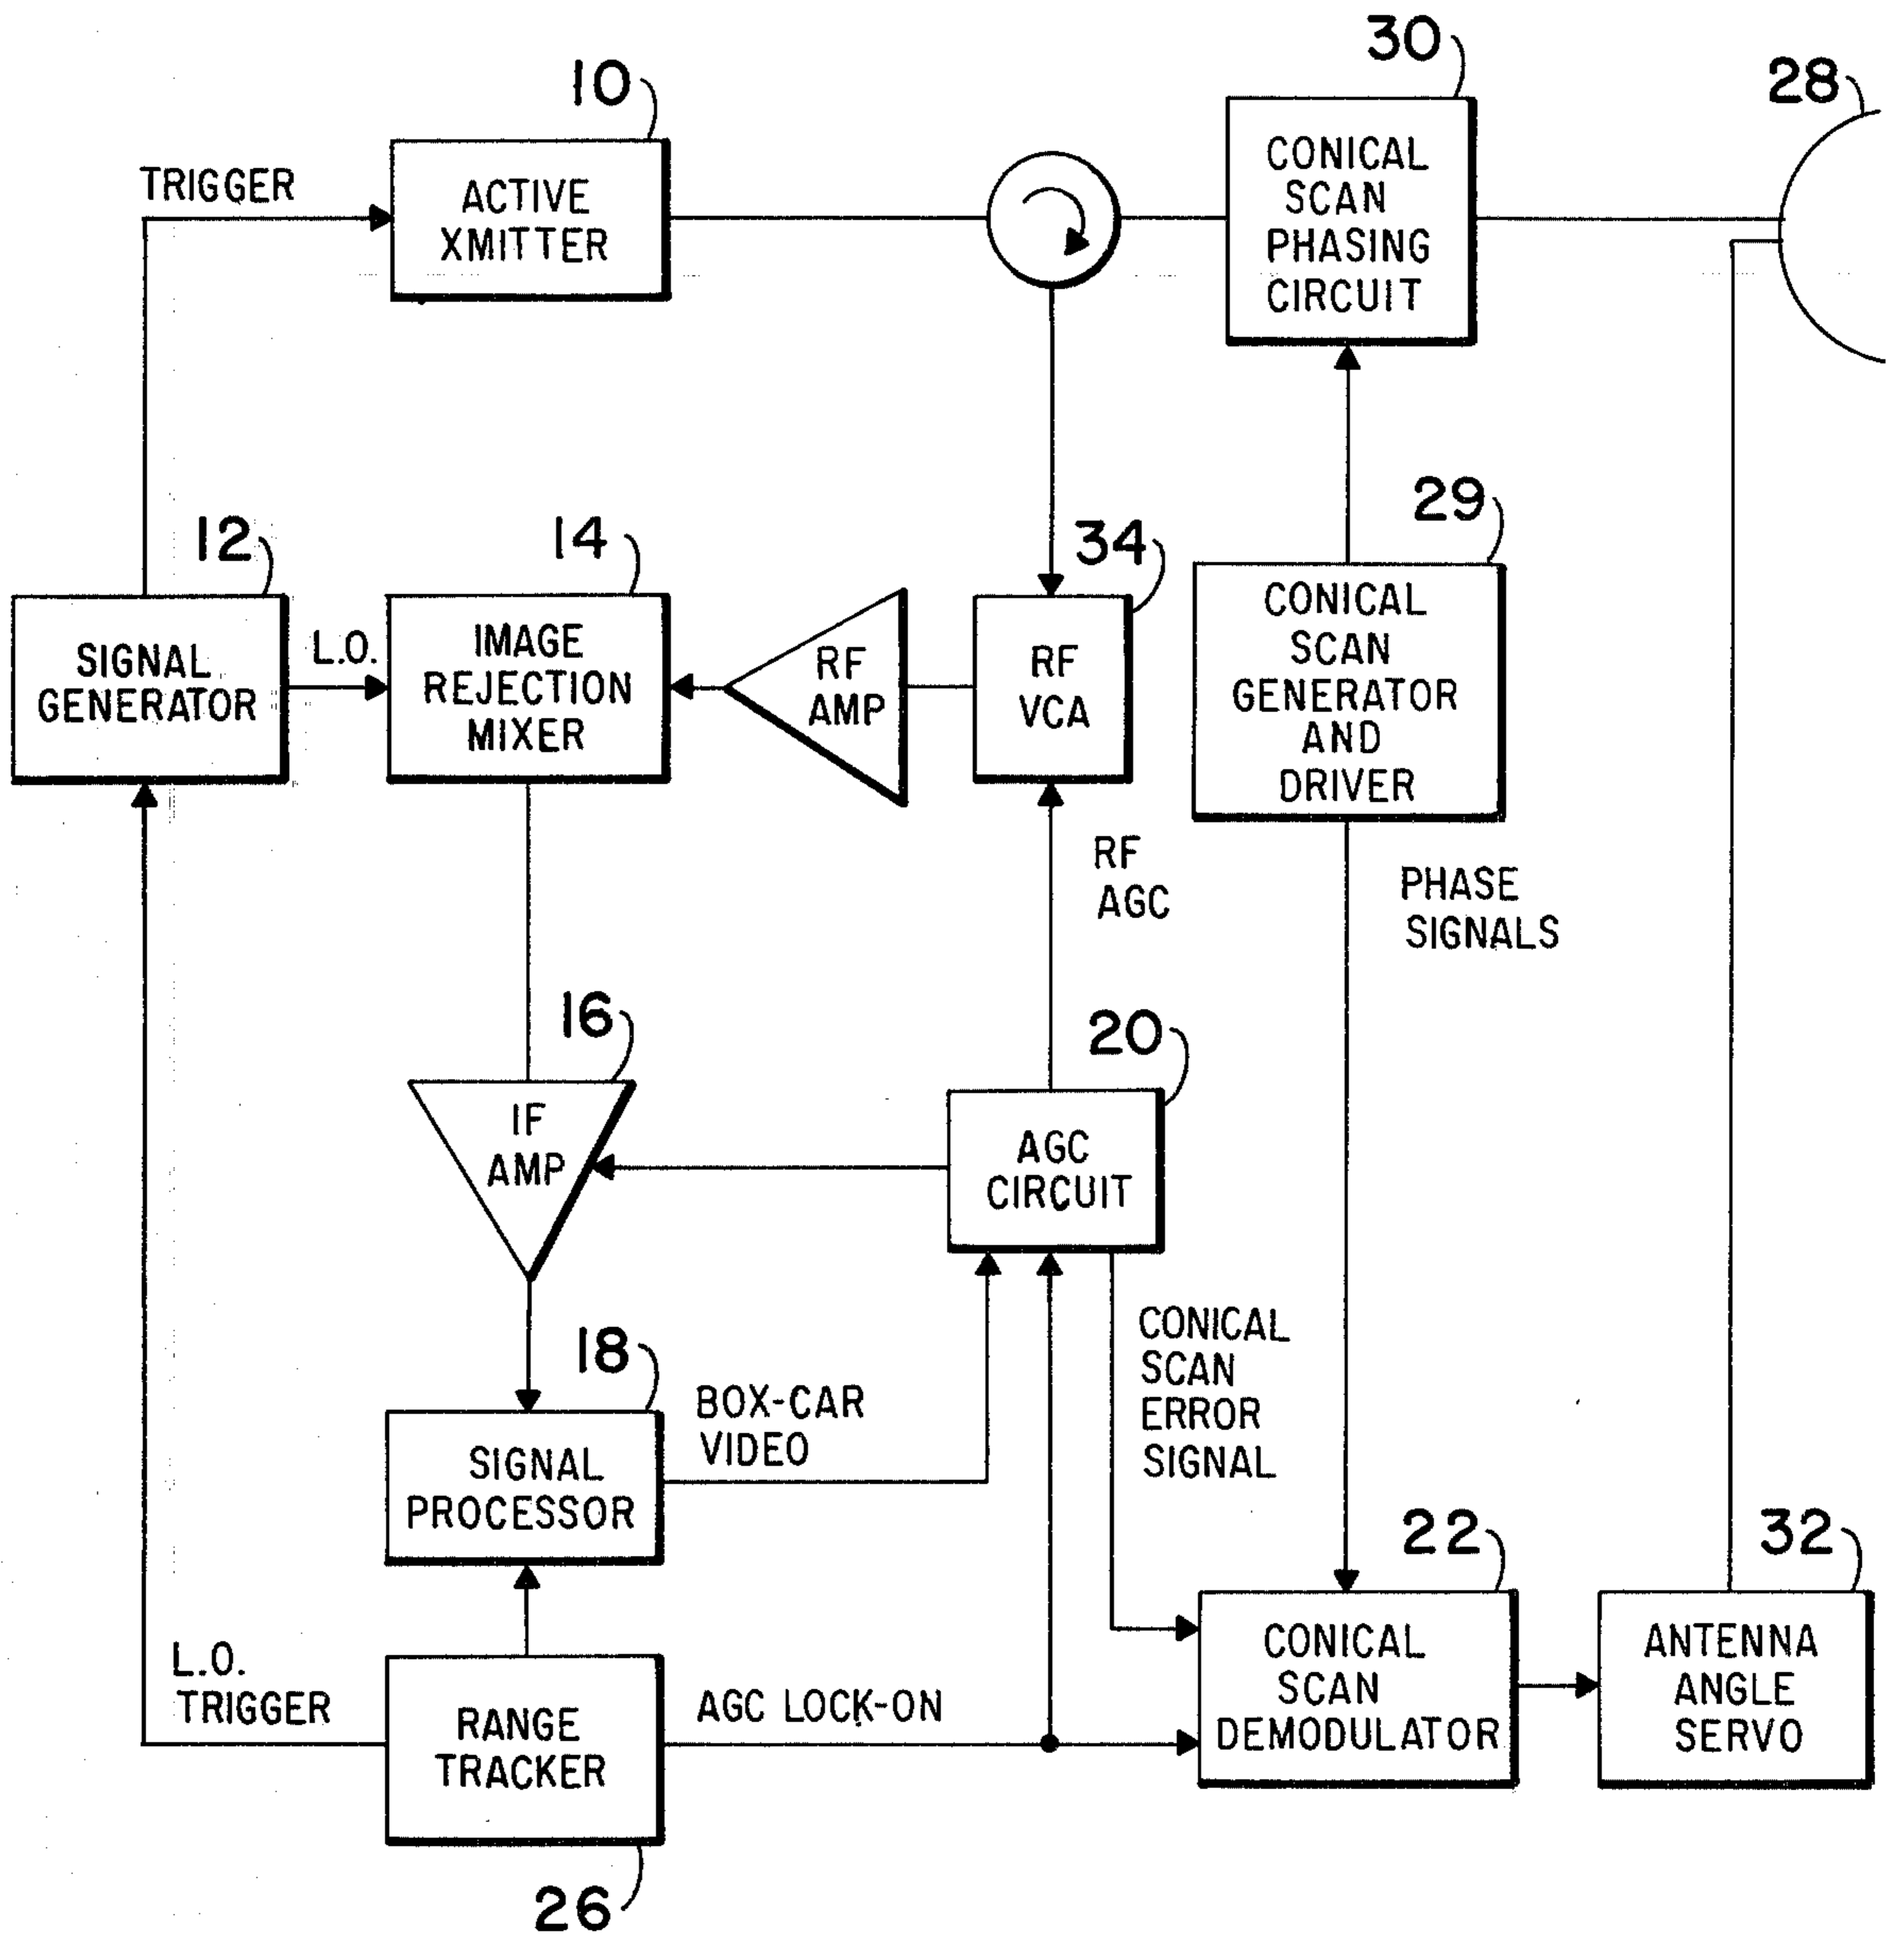 30
28
10
TRIGGER
ACTIVE
XMITTER
CONICAL
SCAN
PHASING
CIRCUIT
12
14
34
29
SIGNAL
GENERATOR
L.O.
IMAGE
REJECTION
MIXER
RF
AMP
RF
VCA
CONICAL
SCAN
GENERATOR
AND
DRIVER
RF
AGC
PHASE
SIGNALS
16
20
IF
AMP
AGC
CIRCUIT
18
BOX-CAR
VIDEO
CONICAL
SCAN
ERROR
SIGNAL
SIGNAL
PROCESSOR
22
32
L.O.
TRIGGER
RANGE
TRACKER
AGC LOCK-ON
CONICAL
SCAN
DEMODULATOR
ANTENNA
ANGLE
SERVO
26